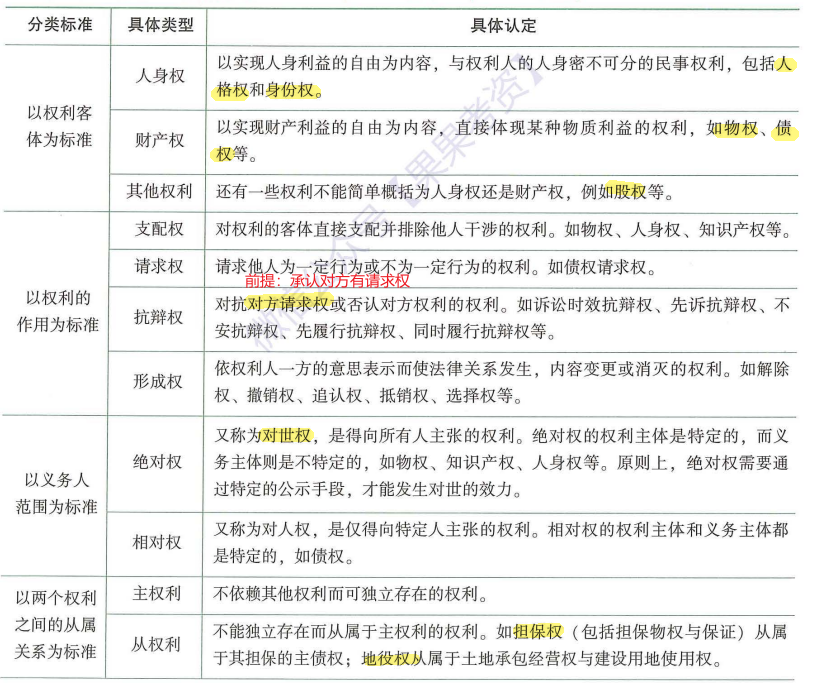 分类标准 具体类型 具体认定
以权利客体为标准
人身权
以实现人身利益的自由为内容，与权利人的人身密不可分的民事权利，包括人
格权和身份权。
财产权
以实现财产利益的自由为内容，直接体现某种物质利益的权利，如物权、债
权等。
其他权利
还有一些权利不能简单概括为人身权还是财产权，例如股权等。
以权利的
作用为标准
支配权
对权利的客体直接支配并排除他人干涉的权利。如物权、人身权、知识产权等。
请求权
请求他人为一定行为或不为一定行为的权利。如债权请求权。
前提：承认对方有请求权
抗辩权
对抗对方请求权或否认对方权利的权利。如诉讼时效抗辩权、先诉抗辩权、不
安抗辩权、先履行抗辩权、同时履行抗辩权等。
形成权
依权利人一方的意思表示而使法律关系发生，内容变更或消灭的权利。如解除
权、撤销权、追认权、抵销权、选择权等。
以义务人
范围为标准
绝对权
又称为对世权，是得向所有人主张的权利。绝对权的权利主体是特定的，而义
务主体则是不特定的，如物权、知识产权、人身权等。原则上，绝对权需要通
过特定的公示手段，才能发生对世的效力。
相对权
又称为对人权，是仅得向特定人主张的权利。相对权的权利主体和义务主体都
是特定的，如债权。
以两个权利
之间的从属
关系为标准
主权利
不依赖其他权利而可独立存在的权利。
从权利
不能独立存在而从属于主权利的权利。如担保权（包括担保物权与保证）从属
于其担保的主债权；地役权从属于土地承包经营权与建设用地使用权。
微信公众号【果果考资】